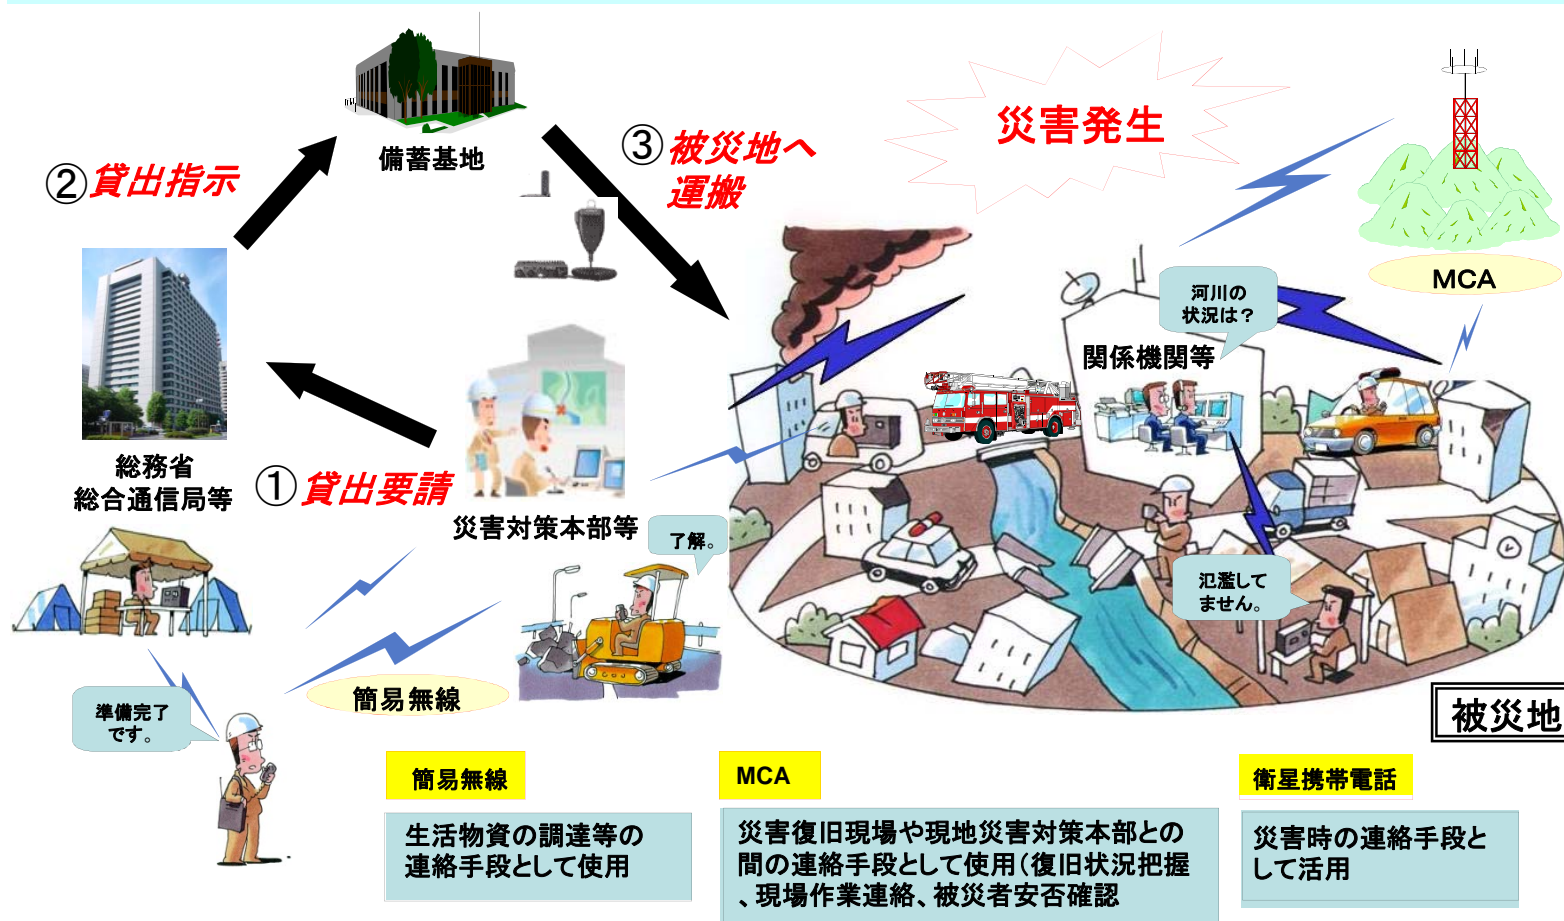 災害発生
備蓄基地
③被災地へ
運搬
②貸出指示
MCA
河川の
状況は？
関係機関等
総務省
総合通信局等
①貸出要請
災害対策本部等
了解。
氾濫して
ません。
簡易無線
準備完了
です。
被災地
簡易無線
生活物資の調達等の
連絡手段として使用
MCA
災害復旧現場や現地災害対策本部との
間の連絡手段として使用（復旧状況把握
、現場作業連絡、被災者安否確認
衛星携帯電話
災害時の連絡手段と
して活用